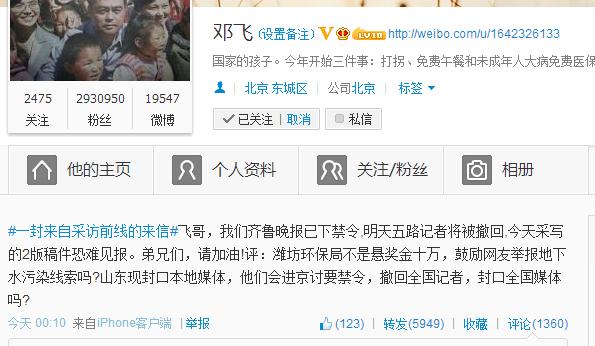 邓飞 (设置备注) V LV10 http://weibo.com/u/1642326133
国家的孩子。今年开始三件事：打拐、免费午餐和未成年人大病免费医保
北京 东城区 | 公司北京 | 标签
2475 2930950 19547
关注 粉丝 微博
已关注 | 取消 私信
他的主页 个人资料 关注/粉丝 相册
#一封来自采访前线的来信#飞哥，我们齐鲁晚报已下禁令,明天五路记者将被撤回,今天采写
的2版稿件恐难见报。弟兄们，请加油!评：潍坊环保局不是悬奖金十万，鼓励网友举报地下
水污染线索吗?山东现封口本地媒体，他们会进京讨要禁令，撤回全国记者，封口全国媒体
吗?
今天 00:10 来自iPhone客户端 | 举报 (123) | 转发(5949) | 收藏 | 评论(1360)